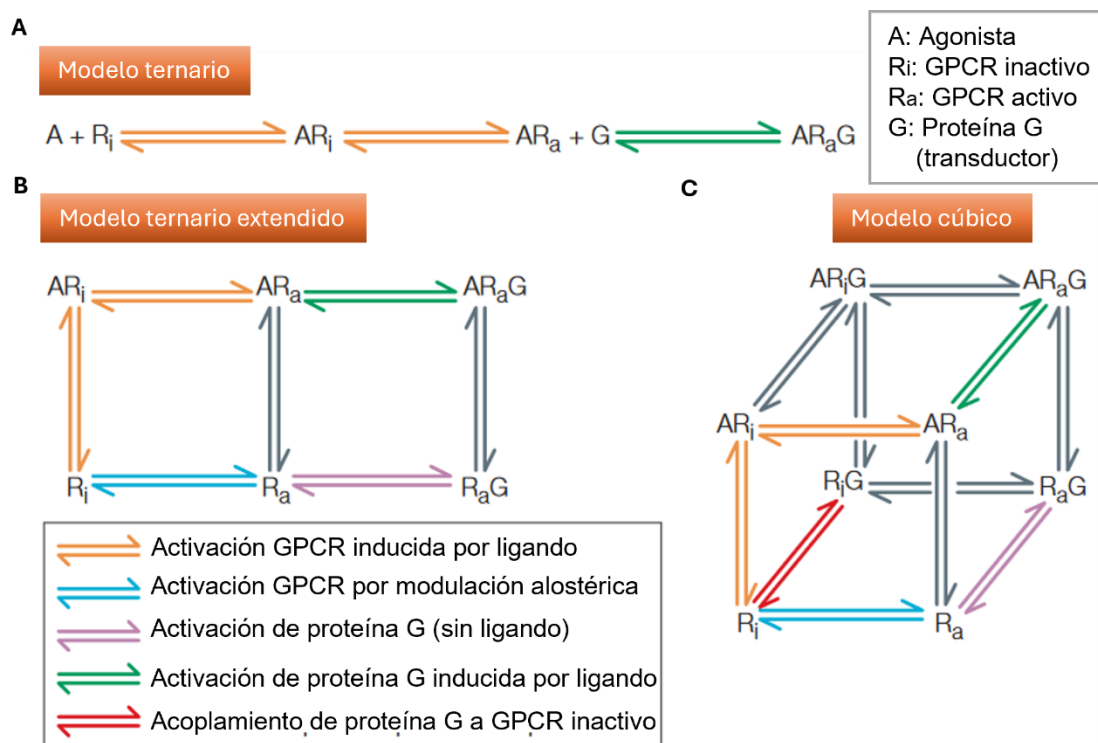 A
Modelo ternario
A + Ri ARi ARa + G ARaG
A: Agonista
Ri: GPCR inactivo
Ra: GPCR activo
G: Proteína G
(transductor)
B
Modelo ternario extendido
ARi ARa ARaG
Ri Ra RaG
Activación GPCR inducida por ligando
Activación GPCR por modulación alostérica
Activación de proteína G (sin ligando)
Activación de proteína G inducida por ligando
Acoplamiento de proteína G a GPCR inactivo
C
Modelo cúbico
ARiG ARaG
ARi ARa
RiG RaG
Ri Ra